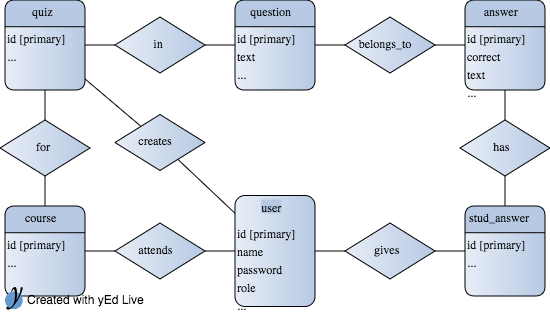 quiz
id [primary]
...
in
question
id [primary]
text
...
belongs_to
answer
id [primary]
correct
text
...
for
creates
has
course
id [primary]
...
attends
user
id [primary]
name
password
role
...
gives
stud_answer
id [primary]
...
y Created with yEd Live